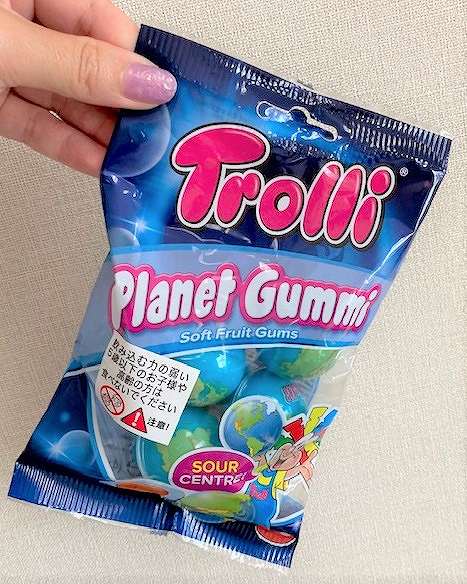 Trolli®
Planet Gummi
Soft Fruit Gums
飲み込む力の弱い
5歳以下のお子様や
高齢の方は
食べないでください
注意!
SOUR
CENTRE!